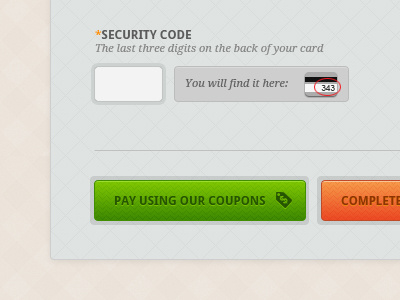 *SECURITY CODE
The last three digits on the back of your card
You will find it here: 343
PAY USING OUR COUPONS
COMPLETE